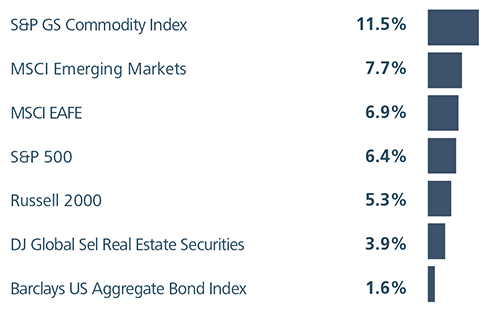 S&P GS Commodity Index 11.5%
MSCI Emerging Markets 7.7%
MSCI EAFE 6.9%
S&P 500 6.4%
Russell 2000 5.3%
DJ Global Sel Real Estate Securities 3.9%
Barclays US Aggregate Bond Index 1.6%